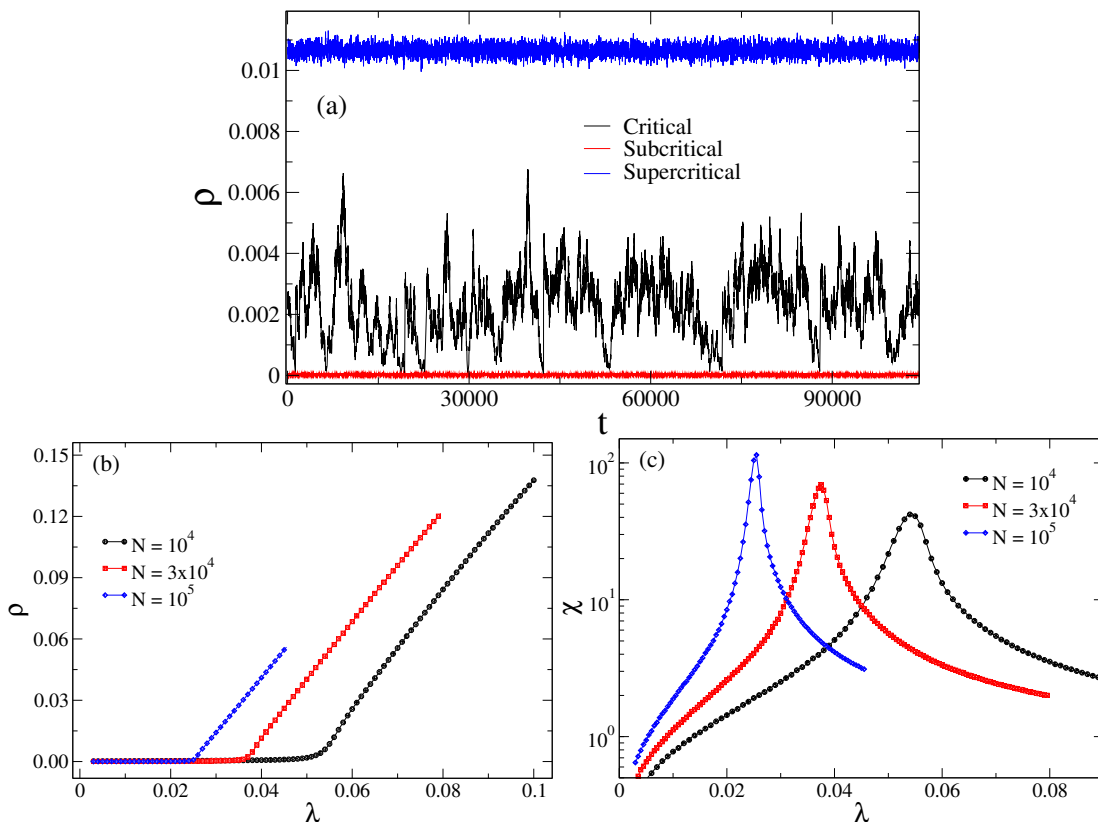 0.01
(a)
0.008
Critical
Subcritical
Supercritical
ρ
0.006
0.004
0.002
0
0 30000 60000 90000
t
0.15
(b)
0.12
N = 10^4
N = 3x10^4
N = 10^5
0.09
ρ
0.06
0.03
0.00
0.00 0.02 0.04 0.06 0.08 0.1
λ
(c)
10^2
N = 10^4
N = 3x10^4
N = 10^5
10^1
χ
10^0
0 0.02 0.04 0.06 0.08
λ